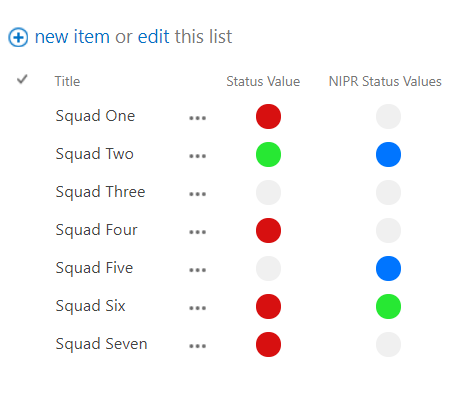 new item or edit this list
Title Status Value NIPR Status Values
Squad One
Squad Two
Squad Three
Squad Four
Squad Five
Squad Six
Squad Seven